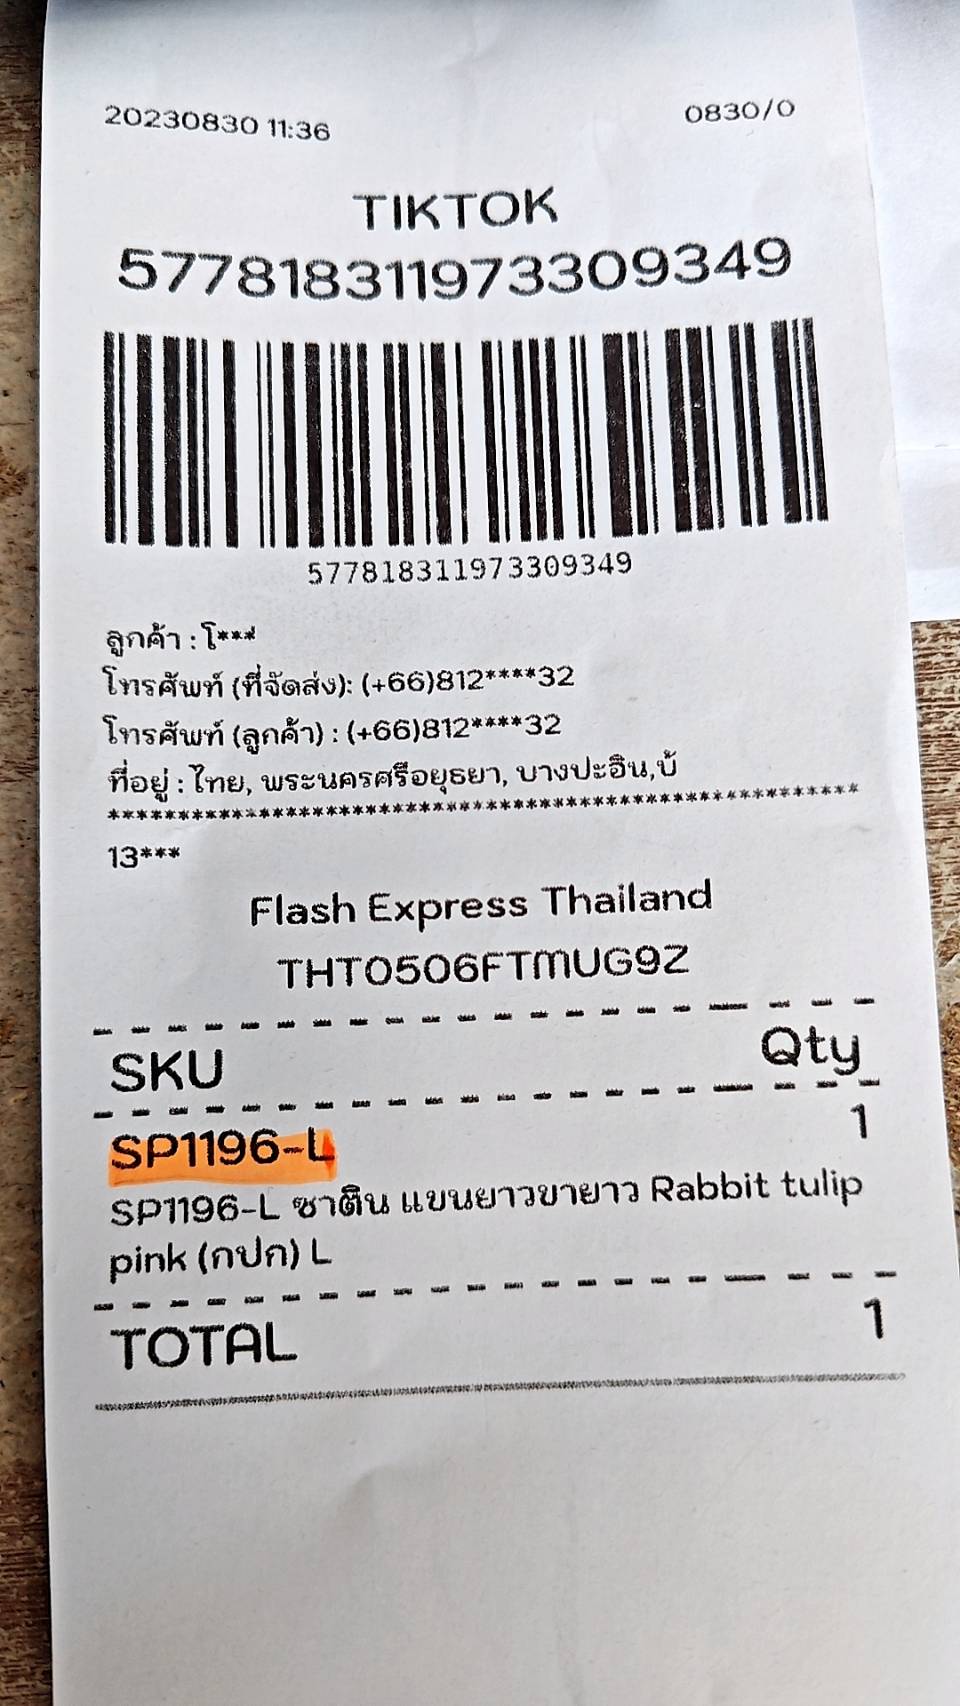 20230830 11:36 0830/0
TIKTOK
577818311973309349
577818311973309349
ลูกค้า : โ***
โทรศัพท์ (ที่จัดส่ง): (+66)812****32
โทรศัพท์ (ลูกค้า) : (+66)812****32
ที่อยู่ : ไทย, พระนครศรีอยุธยา, บางปะอิน,บ้
************************************************************
13***
Flash Express Thailand
THT0506FTMUG9Z
SKU Qty
SP1196-L 1
SP1196-L ซาติน แขนยาวขายาว Rabbit tulip
pink (กปก) L
TOTAL 1